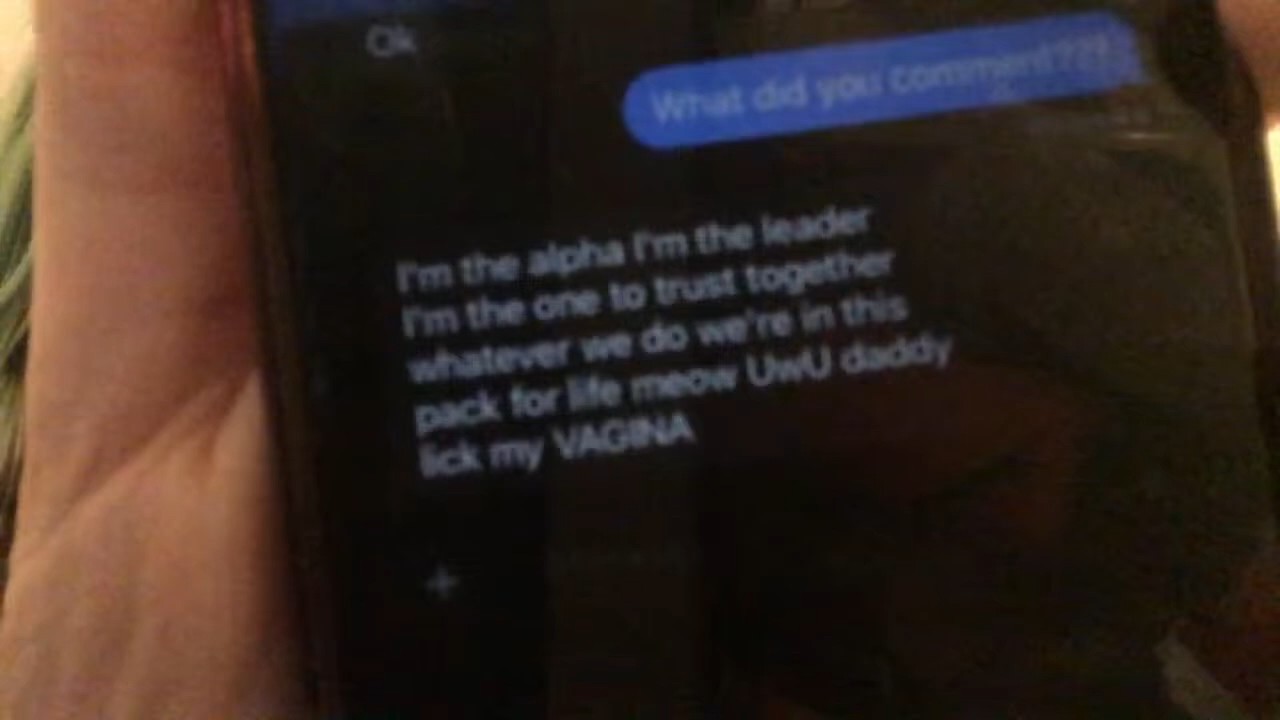 Ok
What did you comment???
I'm the alpha I'm the leader
I'm the one to trust together
whatever we do we're in this
pack for life meow UwU daddy
lick my VAGINA
+